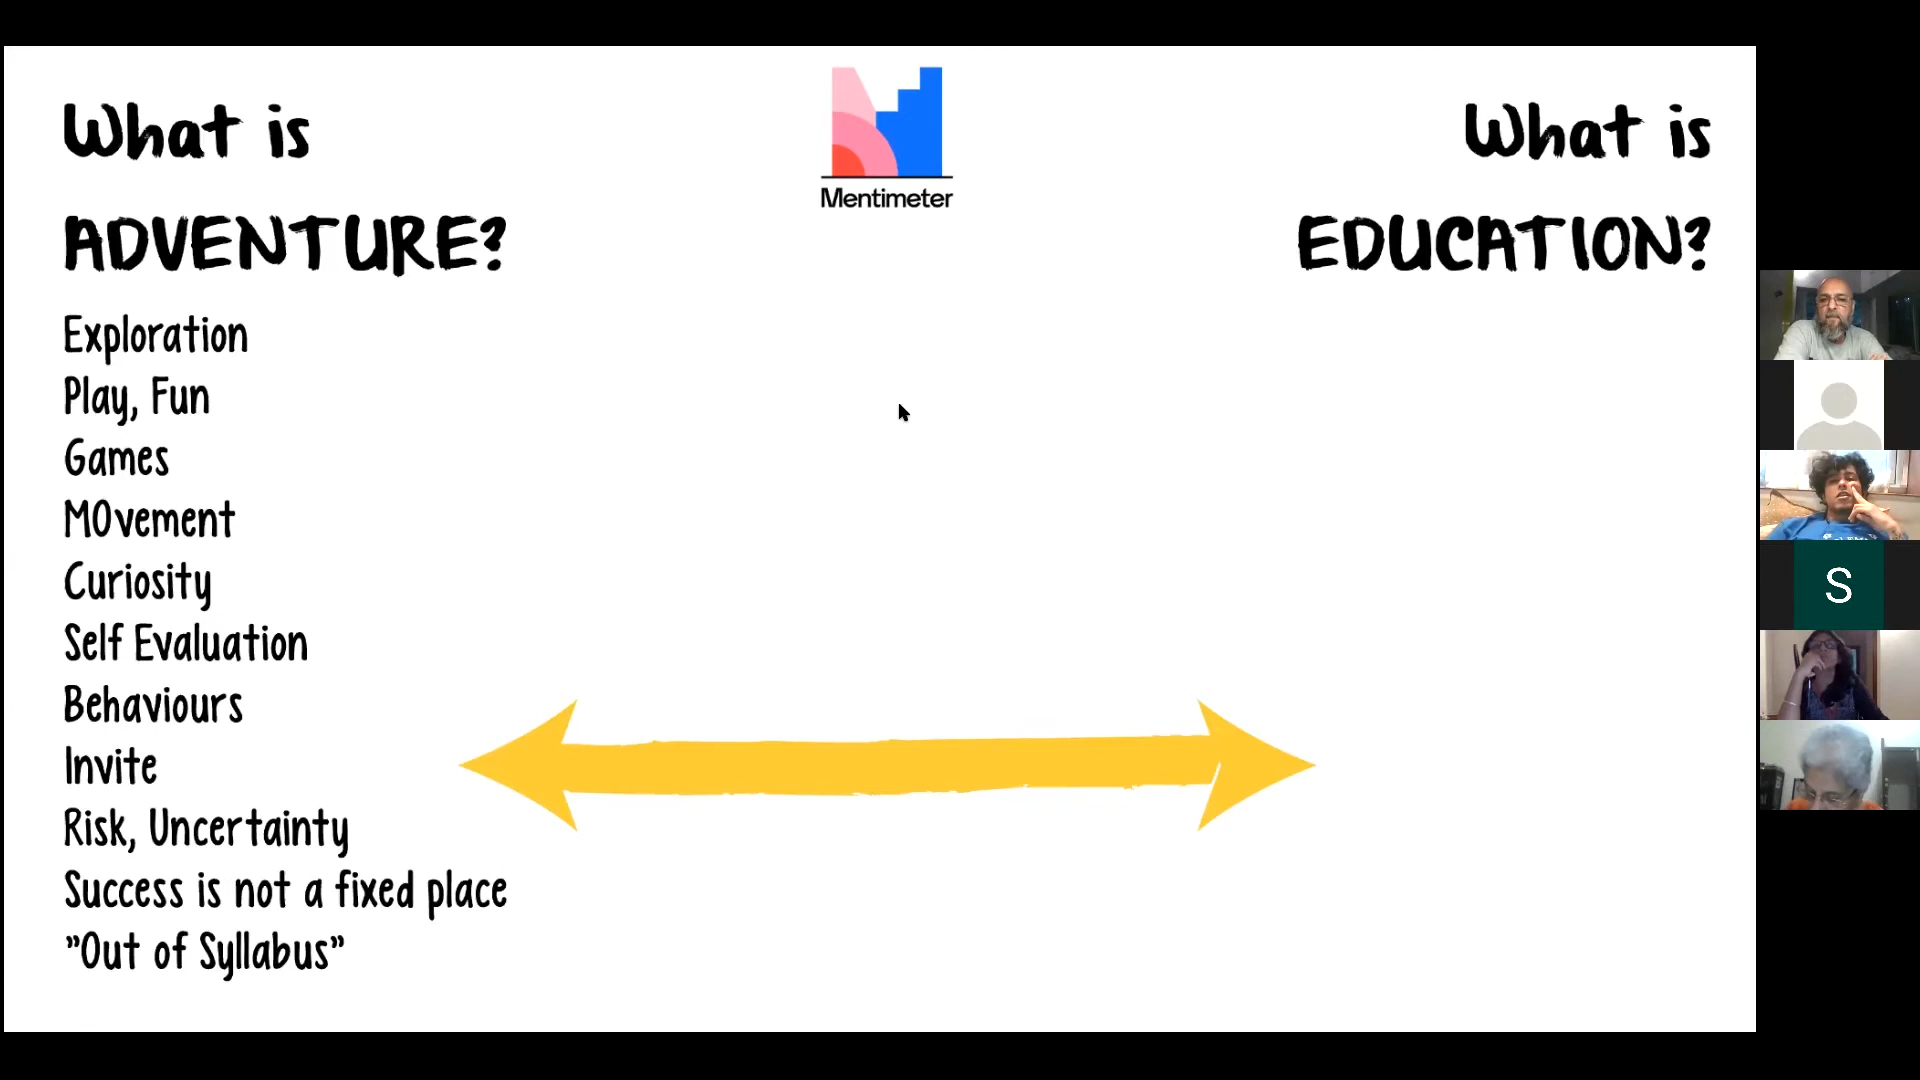 What is
ADVENTURE?
Exploration
Play, Fun
Games
MOvement
Curiosity
Self Evaluation
Behaviours
Invite
Risk, Uncertainty
Success is not a fixed place
”Out of Syllabus”
Mentimeter
What is
EDUCATION?
S